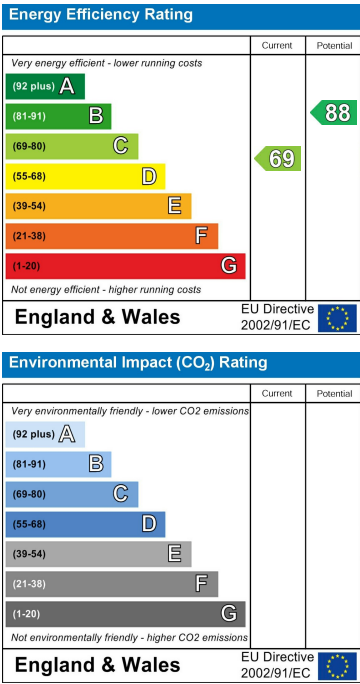 Energy Efficiency Rating
Current Potential
Very energy efficient - lower running costs
(92 plus) A
(81-91) B
88
(69-80) C
69
(55-68) D
(39-54) E
(21-38) F
(1-20) G
Not energy efficient - higher running costs
England & Wales
EU Directive
2002/91/EC
Environmental Impact (CO₂) Rating
Current Potential
Very environmentally friendly - lower CO2 emissions
(92 plus) A
(81-91) B
(69-80) C
(55-68) D
(39-54) E
(21-38) F
(1-20) G
Not environmentally friendly - higher CO2 emissions
England & Wales
EU Directive
2002/91/EC